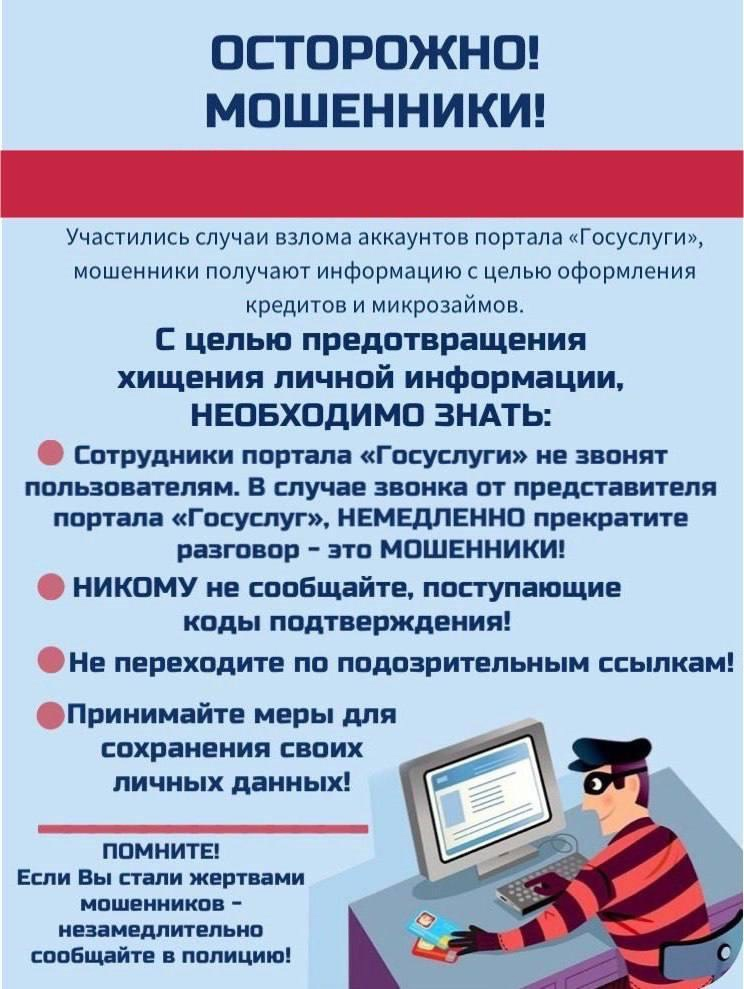 ОСТОРОЖНО!
МОШЕННИКИ!
Участились случаи взлома аккаунтов портала «Госуслуги»,
мошенники получают информацию с целью оформления
кредитов и микрозаймов.
С целью предотвращения
хищения личной информации,
НЕОБХОДИМО ЗНАТЬ:
Сотрудники портала «Госуслуги» не звонят
пользователям. В случае звонка от представителя
портала «Госуслуг», НЕМЕДЛЕННО прекратите
разговор - это МОШЕННИКИ!
НИКОМУ не сообщайте, поступающие
коды подтверждения!
Не переходите по подозрительным ссылкам!
Принимайте меры для
сохранения своих
личных данных!
ПОМНИТЕ!
Если Вы стали жертвами
мошенников -
незамедлительно
сообщайте в полицию!